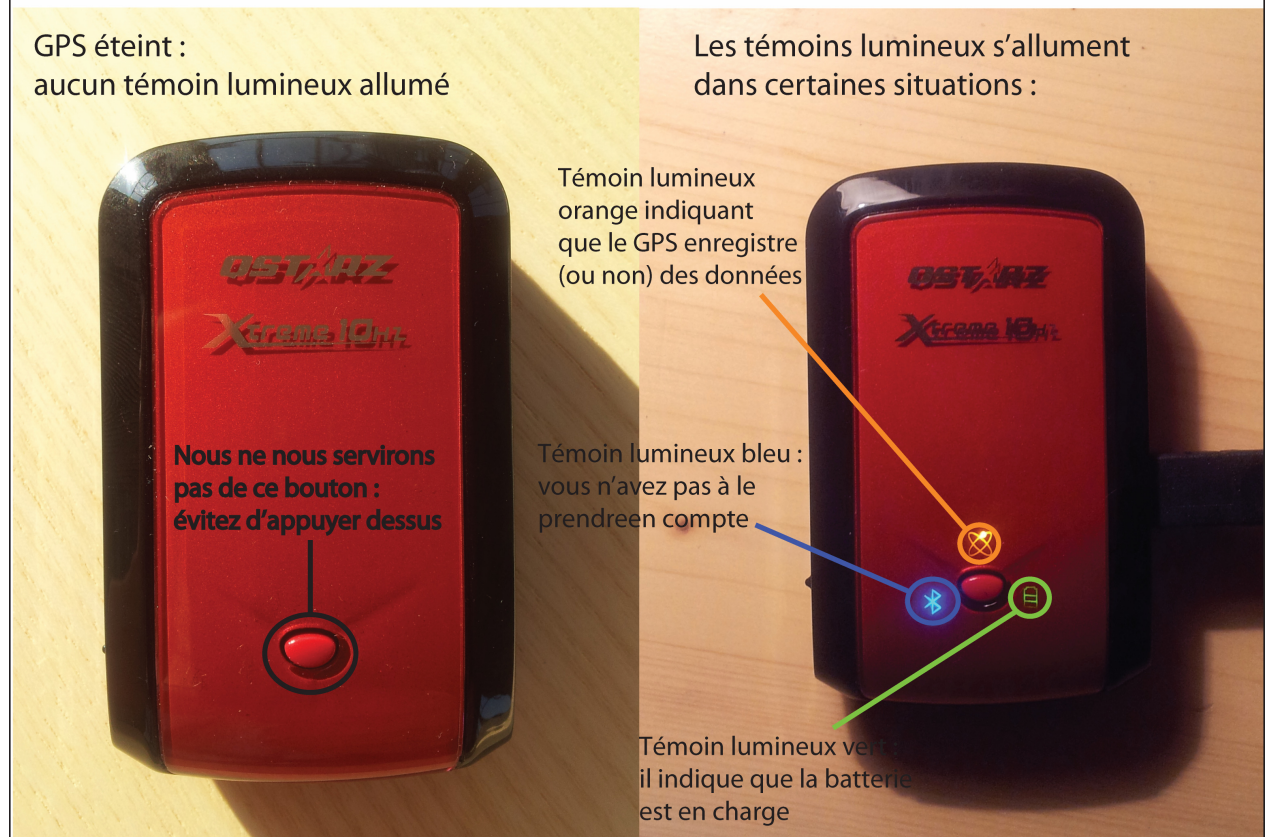 GPS éteint :
aucun témoin lumineux allumé
QSTARZ
Xtreme 10Hz
Nous ne nous servirons
pas de ce bouton :
évitez d'appuyer dessus
Les témoins lumineux s'allument
dans certaines situations :
Témoin lumineux
orange indiquant
que le GPS enregistre
(ou non) des données
QSTARZ
Xtreme 10Hz
Témoin lumineux bleu :
vous n'avez pas à le
prendreen compte
Témoin lumineux vert :
il indique que la batterie
est en charge